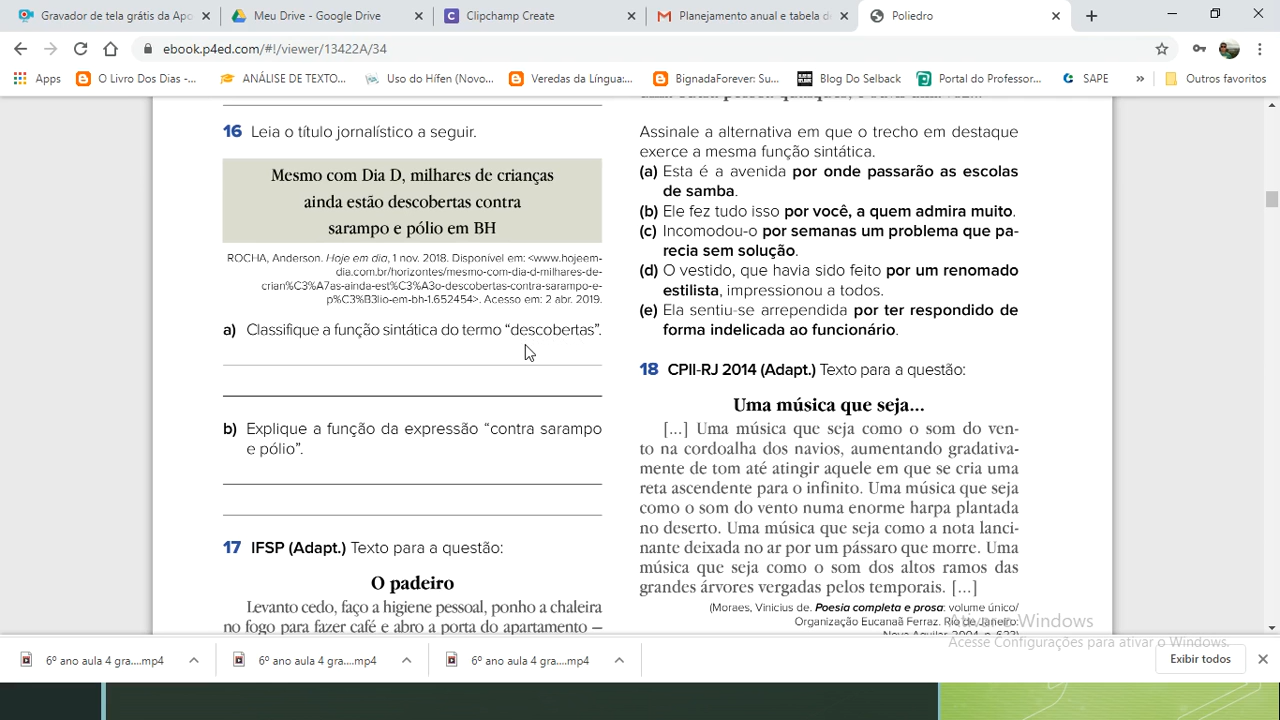 Gravador de tela grátis da Apo
Meu Drive - Google Drive
Clipchamp Create
Planejamento anual e tabela d
Poliedro
ebook.p4ed.com/#!/viewer/13422A/34
Apps
O Livro Dos Dias -...
ANÁLISE DE TEXTO...
Uso do Hífen (Novo...
Veredas da Língua:...
BignadaForever: Su...
Blog Do Selback
Portal do Professor...
SAPE
»
Outros favoritos
16 Leia o título jornalístico a seguir.
Mesmo com Dia D, milhares de crianças
ainda estão descobertas contra
sarampo e pólio em BH
ROCHA, Anderson. Hoje em dia, 1 nov. 2018. Disponível em: <www.hojeem-
dia.com.br/horizontes/mesmo-com-dia-d-milhares-de-
crian%C3%A7as-ainda-est%C3%A3o-descobertas-contra-sarampo-e-
p%C3%B3lio-em-bh-1.652454>. Acesso em: 2 abr. 2019.
a) Classifique a função sintática do termo “descobertas”.
b) Explique a função da expressão “contra sarampo
e pólio”.
17 IFSP (Adapt.) Texto para a questão:
O padeiro
Levanto cedo, faço a higiene pessoal, ponho a chaleira
no fogo para fazer café e abro a porta do apartamento –
Assinale a alternativa em que o trecho em destaque
exerce a mesma função sintática.
(a) Esta é a avenida por onde passarão as escolas
de samba.
(b) Ele fez tudo isso por você, a quem admira muito.
(c) Incomodou-o por semanas um problema que pa-
recia sem solução.
(d) O vestido, que havia sido feito por um renomado
estilista, impressionou a todos.
(e) Ela sentiu-se arrependida por ter respondido de
forma indelicada ao funcionário.
18 CPII-RJ 2014 (Adapt.) Texto para a questão:
Uma música que seja...
[...] Uma música que seja como o som do ven-
to na cordoalha dos navios, aumentando gradativa-
mente de tom até atingir aquele em que se cria uma
reta ascendente para o infinito. Uma música que seja
como o som do vento numa enorme harpa plantada
no deserto. Uma música que seja como a nota lanci-
nante deixada no ar por um pássaro que morre. Uma
música que seja como o som dos altos ramos das
grandes árvores vergadas pelos temporais. [...]
(Moraes, Vinicius de. Poesia completa e prosa: volume único/
Organização Eucanaã Ferraz. Rio de Janeiro:
Nova Aguilar, 2004. p. 633)
Ativar o Windows
Acesse Configurações para ativar o Windows.
6º ano aula 4 gra....mp4
6º ano aula 4 gra....mp4
6º ano aula 4 gra....mp4
Exibir todos